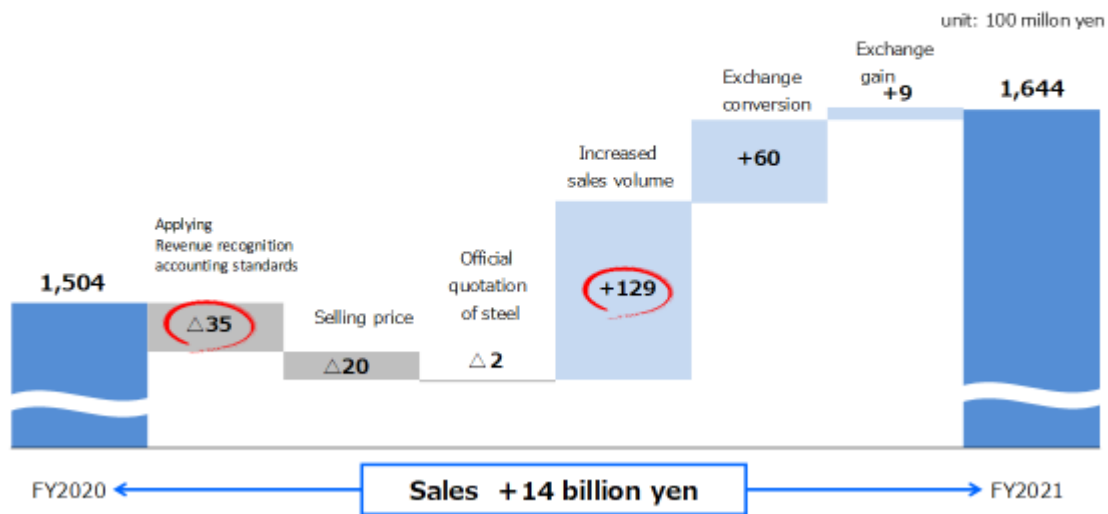 unit: 100 millon yen
1,504
Applying
Revenue recognition
accounting standards
△35
Selling price
△20
Official
quotation
of steel
△2
Increased
sales volume
+129
Exchange
conversion
+60
Exchange
gain
+9
1,644
FY2020
Sales +14 billion yen
FY2021